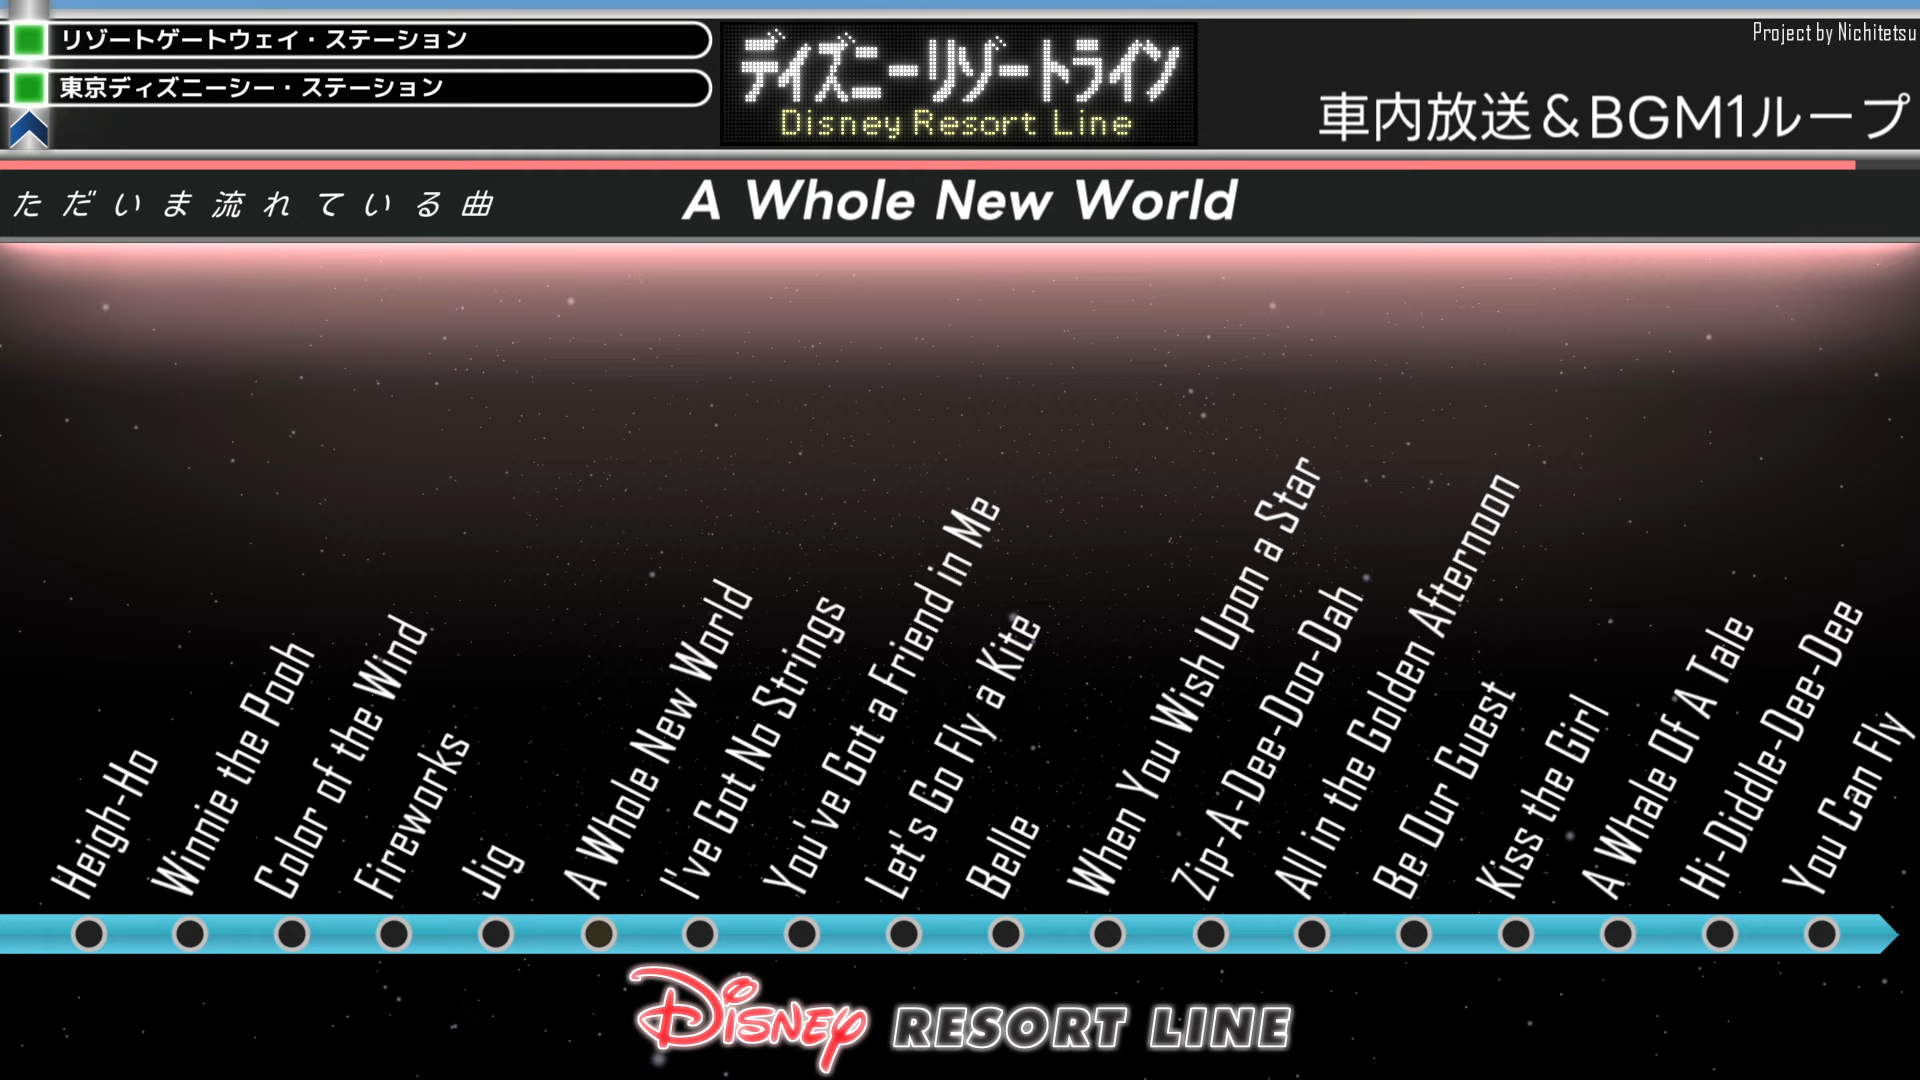 リゾートゲートウェイ・ステーション
東京ディズニーシー・ステーション
ディズニーリゾートライン
Disney Resort Line
Project by Nichitetsu
車内放送＆BGM1ループ
ただいま流れている曲
A Whole New World
Heigh-Ho
Winnie the Pooh
Color of the Wind
Fireworks
Jig
A Whole New World
I've Got No Strings
You've Got a Friend in Me
Let's Go Fly a Kite
Belle
When You Wish Upon a Star
Zip-A-Dee-Doo-Dah
All in the Golden Afternoon
Be Our Guest
Kiss the Girl
A Whale Of A Tale
Hi-Diddle-Dee-Dee
You Can Fly
Disney RESORT LINE